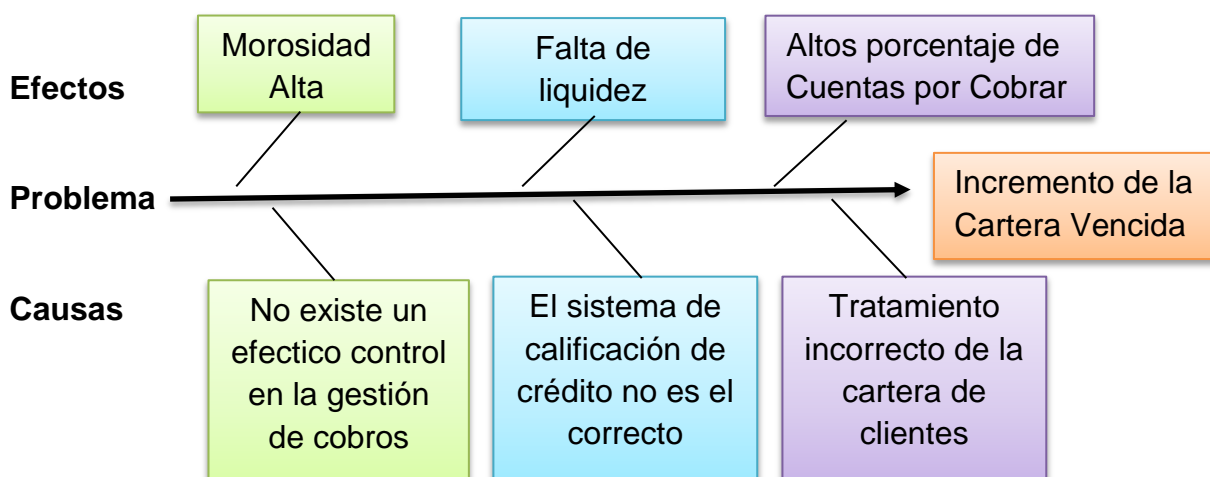 Efectos
Morosidad
Alta
Falta de
liquidez
Altos porcentaje de
Cuentas por Cobrar
Problema
Incremento de la
Cartera Vencida
Causas
No existe un
efectico control
en la gestión
de cobros
El sistema de
calificación de
crédito no es el
correcto
Tratamiento
incorrecto de la
cartera de
clientes